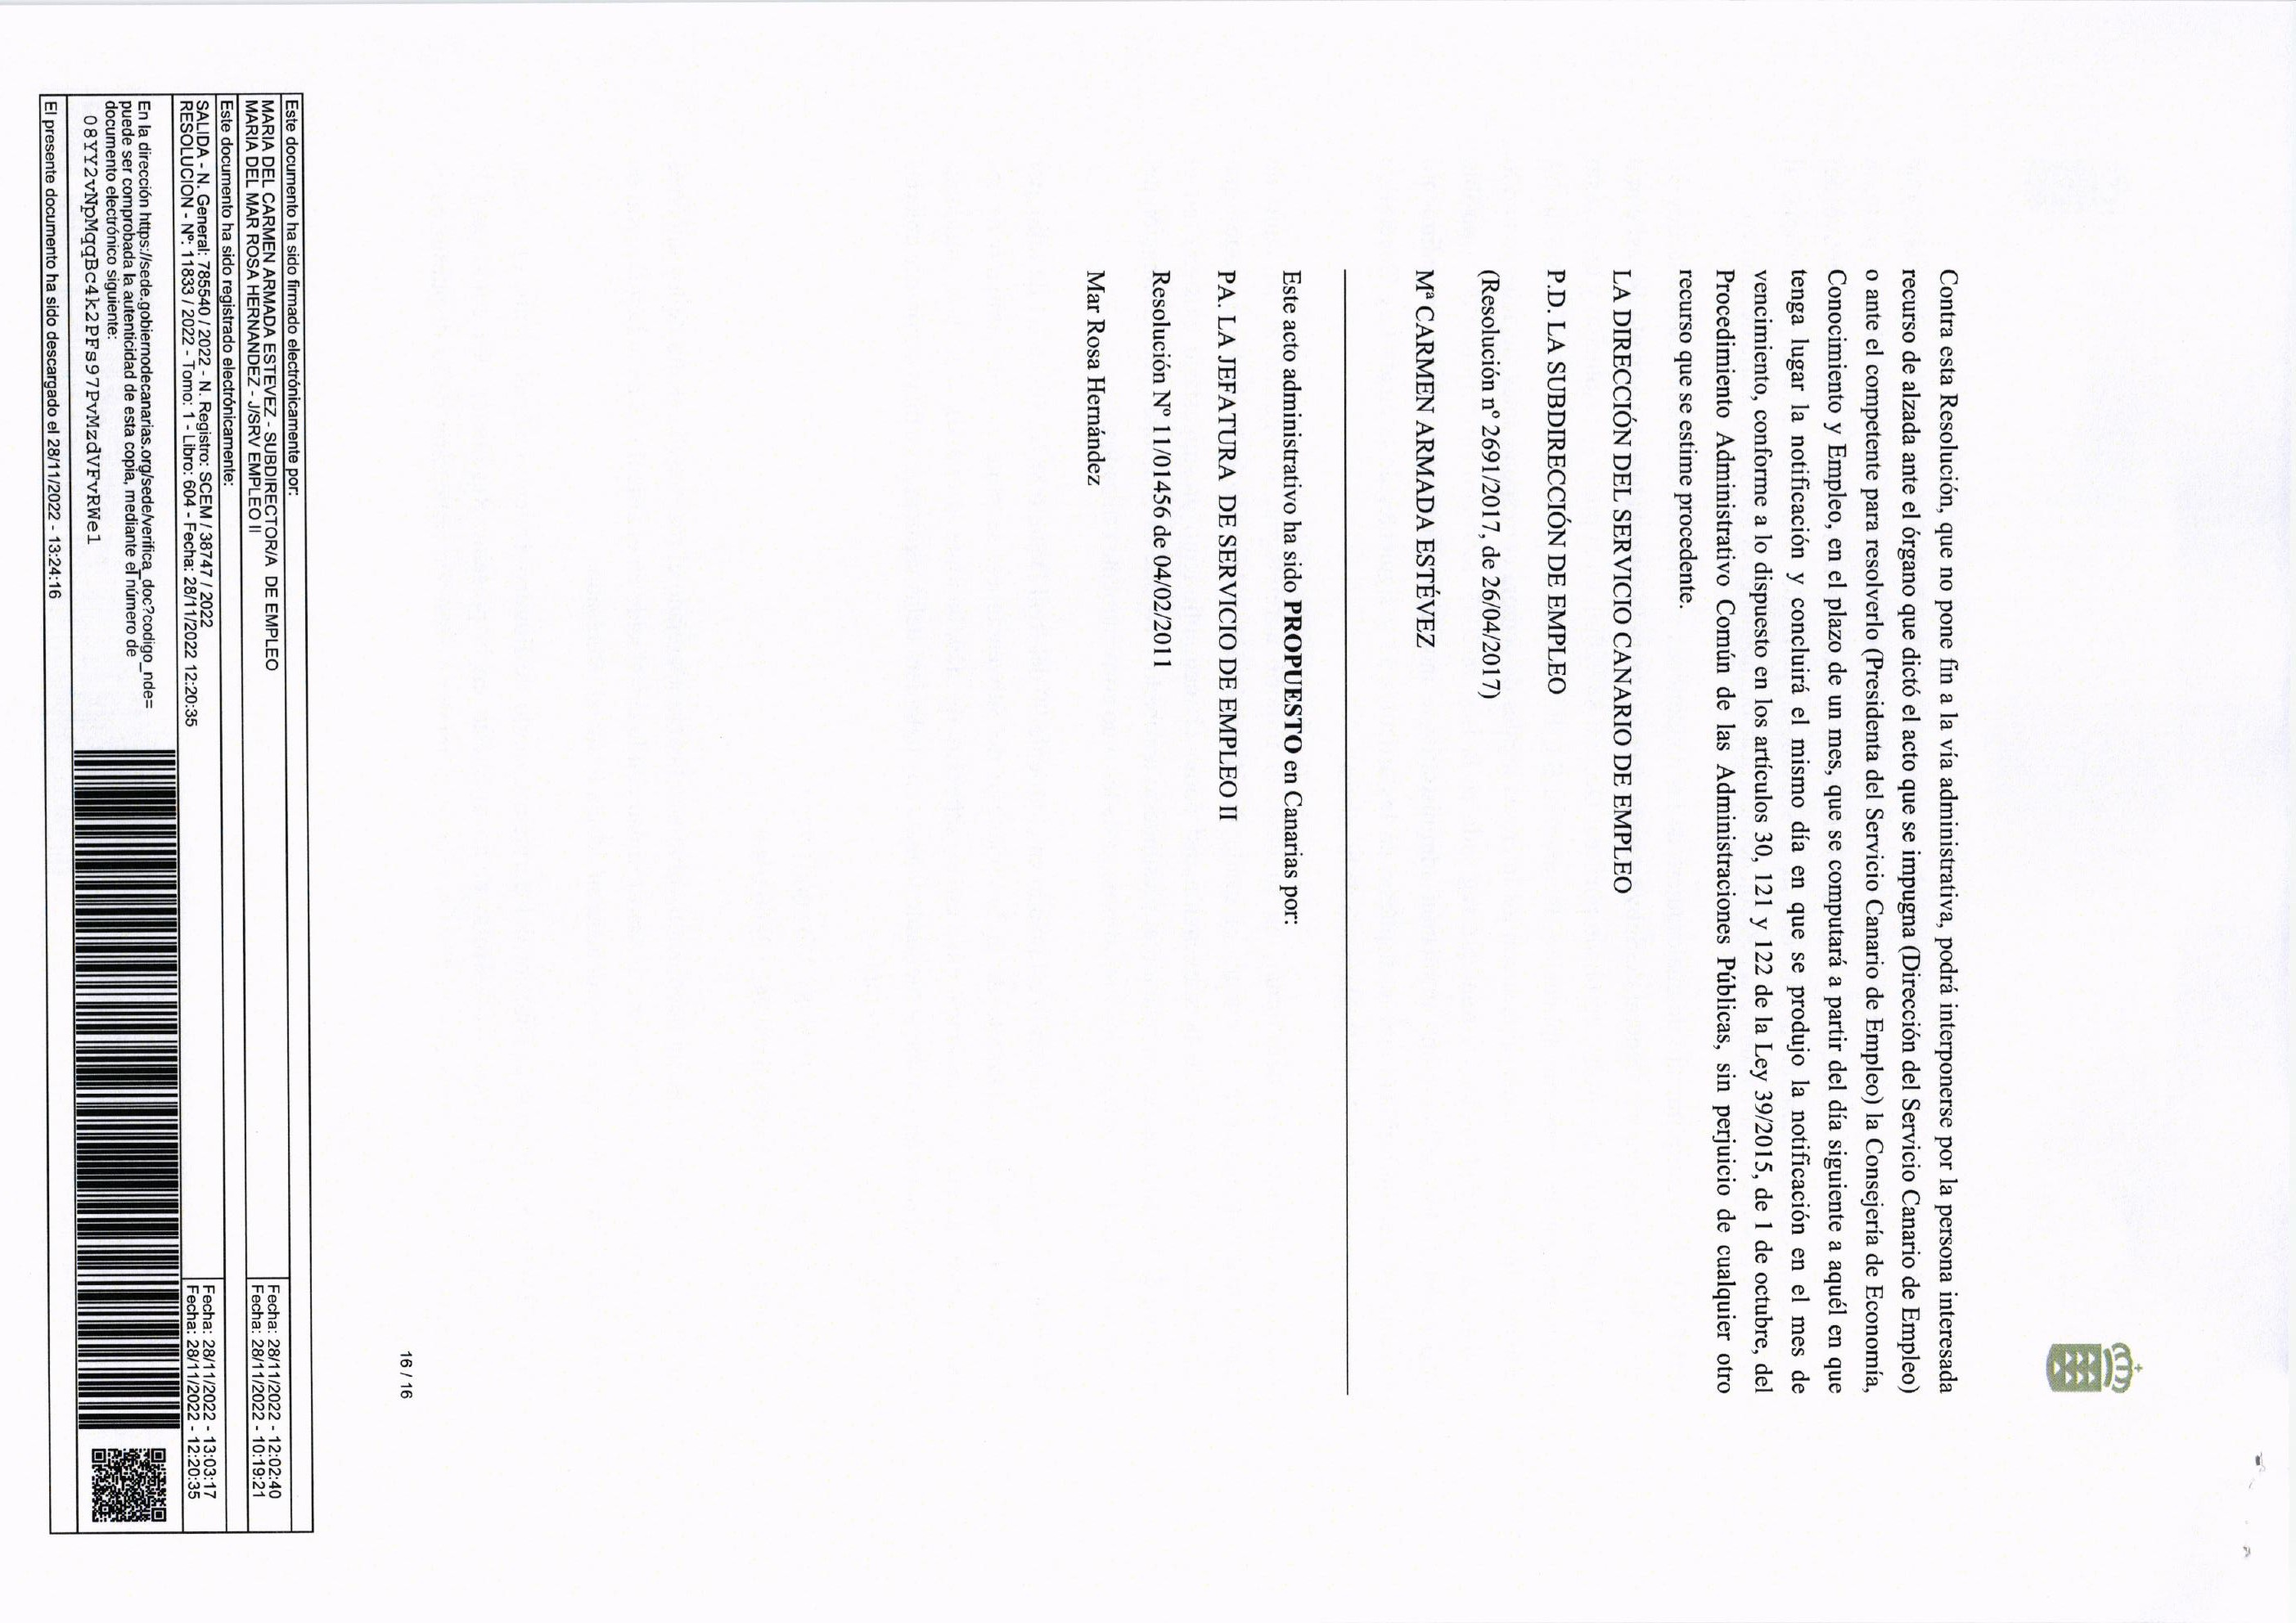 Contra esta Resolución, que no pone fin a la vía administrativa, podrá interponerse por la persona interesada
recurso de alzada ante el órgano que dictó el acto que se impugna (Dirección del Servicio Canario de Empleo)
o ante el competente para resolverlo (Presidenta del Servicio Canario de Empleo) la Consejería de Economía,
Conocimiento y Empleo, en el plazo de un mes, que se computará a partir del día siguiente a aquél en que
tenga lugar la notificación y concluirá el mismo día en que se produjo la notificación en el mes de
vencimiento, conforme a lo dispuesto en los artículos 30, 121 y 122 de la Ley 39/2015, de 1 de octubre, del
Procedimiento Administrativo Común de las Administraciones Públicas, sin perjuicio de cualquier otro
recurso que se estime procedente.
LA DIRECCIÓN DEL SERVICIO CANARIO DE EMPLEO
P.D. LA SUBDIRECCIÓN DE EMPLEO
(Resolución nº 2691/2017, de 26/04/2017)
Mª CARMEN ARMADA ESTÉVEZ
Este acto administrativo ha sido PROPUESTO en Canarias por:
PA. LA JEFATURA DE SERVICIO DE EMPLEO II
Resolución Nº 11/01456 de 04/02/2011
Mar Rosa Hernández
16 / 16
Este documento ha sido firmado electrónicamente por:
MARIA DEL CARMEN ARMADA ESTEVEZ - SUBDIRECTOR/A DE EMPLEO Fecha: 28/11/2022 - 12:02:40
MARIA DEL MAR ROSA HERNANDEZ - J/SRV EMPLEO II Fecha: 28/11/2022 - 10:19:21
Este documento ha sido registrado electrónicamente:
SALIDA - N. General: 785540 / 2022 - N. Registro: SCEM / 38747 / 2022 Fecha: 28/11/2022 - 13:03:17
RESOLUCION - Nº: 11833 / 2022 - Tomo: 1 - Libro: 604 - Fecha: 28/11/2022 12:20:35 Fecha: 28/11/2022 - 12:20:35
En la dirección https://sede.gobiernodecanarias.org/sede/verifica_doc?codigo_nde=
puede ser comprobada la autenticidad de esta copia, mediante el número de
documento electrónico siguiente:
08YY2vNpMqqBc4k2PFs97PvMzdVFvRWel
El presente documento ha sido descargado el 28/11/2022 - 13:24:16